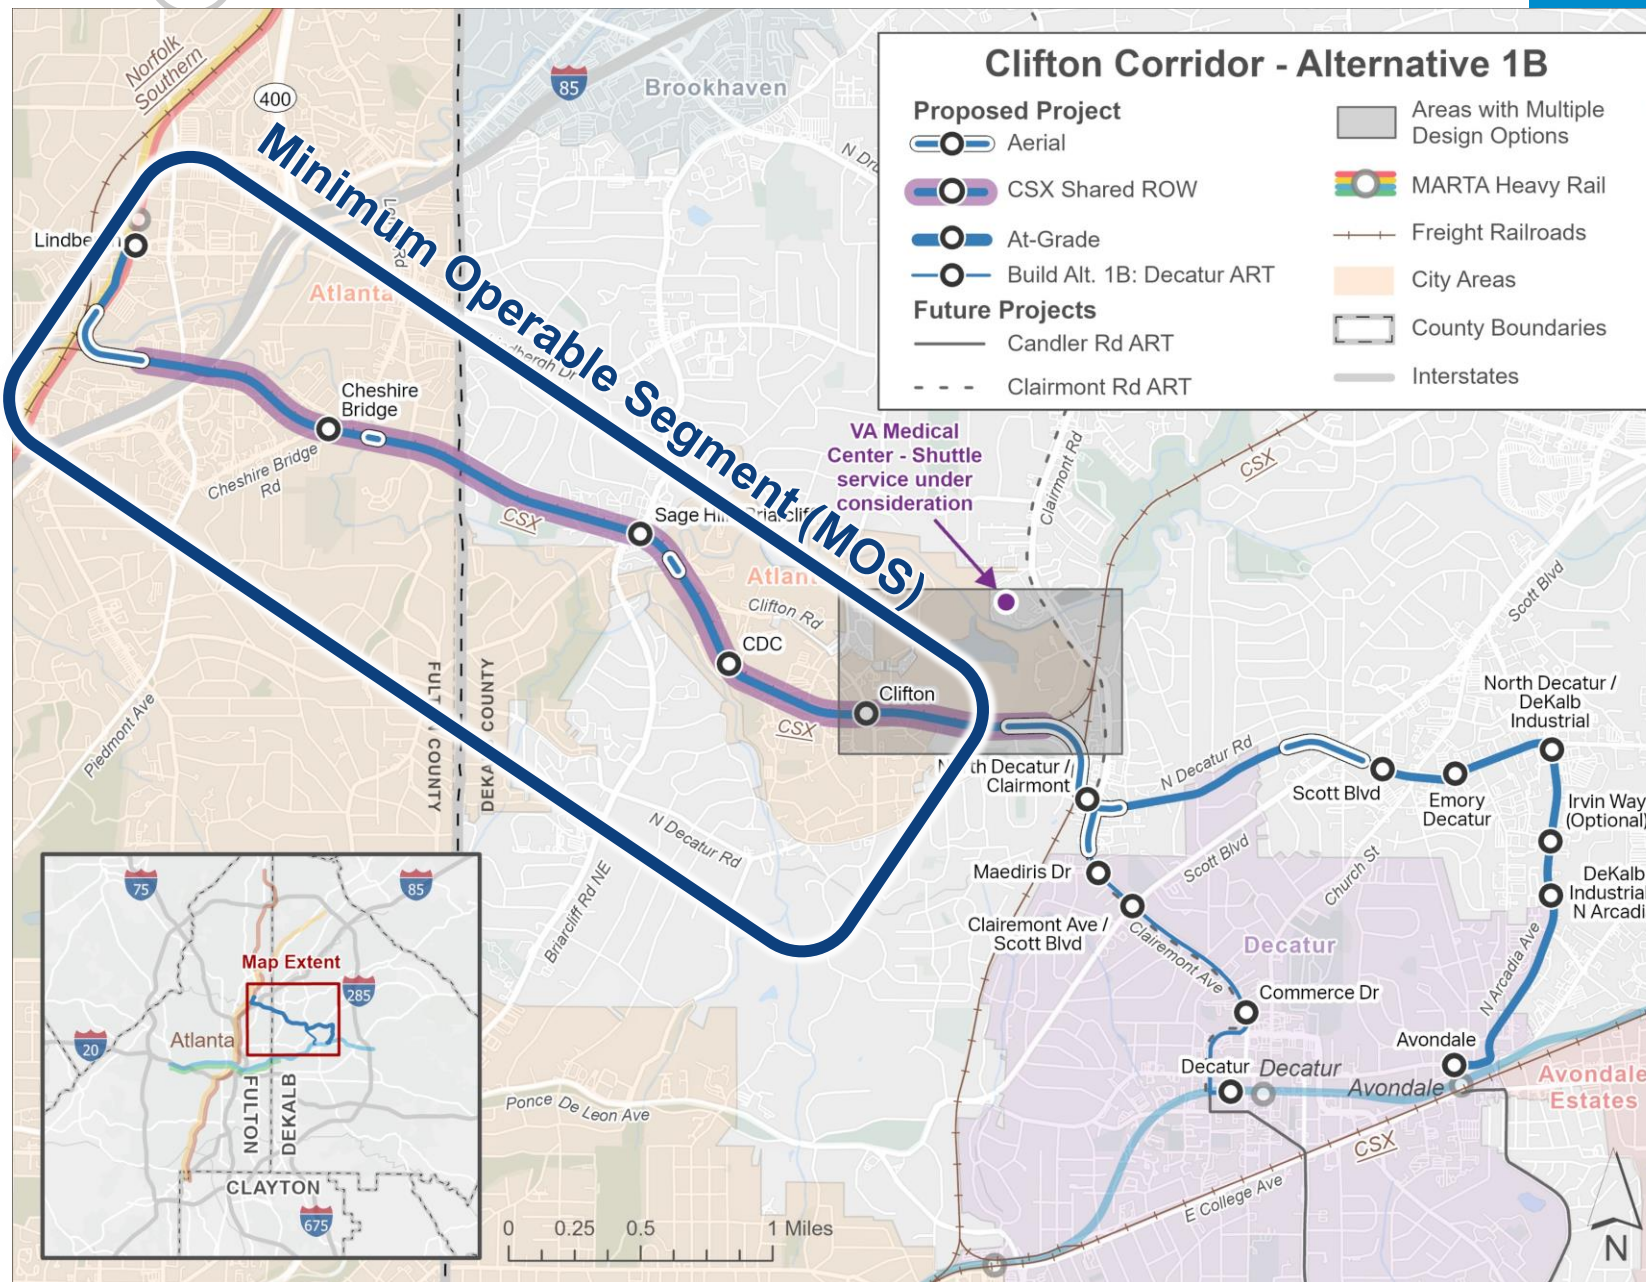 Clifton Corridor - Alternative 1B
Proposed Project
Aerial
CSX Shared ROW
At-Grade
Build Alt. 1B: Decatur ART
Future Projects
Candler Rd ART
Clairmont Rd ART
Areas with Multiple
Design Options
MARTA Heavy Rail
Freight Railroads
City Areas
County Boundaries
Interstates
Norfolk
Southern
400
85
Brookhaven
N Dru
Minimum Operable Segment (MOS)
Atlanta
Cheshire
Bridge
Cheshire Bridge
Rd
CSX
VA Medical
Center - Shuttle
service under
consideration
Clairmont Rd
CSX
Scott Blvd
Sage Hill
Clifton Rd
CDC
Clifton
CSX
FULTON COUNTY
COUNTY
Piedmont Ave
N Decatur Rd
Briarcliff Rd NE
Decatur /
Clairmont
N Decatur Rd
Scott Blvd
Emory
Decatur
North Decatur /
DeKalb
Industrial
Irvin Way
(Optional)
DeKalb
Industrial
N Arcadi
N Arcadia Ave
Maediris Dr
Clairemont Ave /
Scott Blvd
Clairemont Ave
Scott Blvd
Church St
Decatur
Commerce Dr
Decatur
Decatur
Avondale
Avondale
Avondale
Estates
CSX
E College Ave
Ponce De Leon Ave
75
85
Map Extent
285
20
Atlanta
FULTON
DEKALB
CLAYTON
675
0 0.25 0.5 1 Miles
N